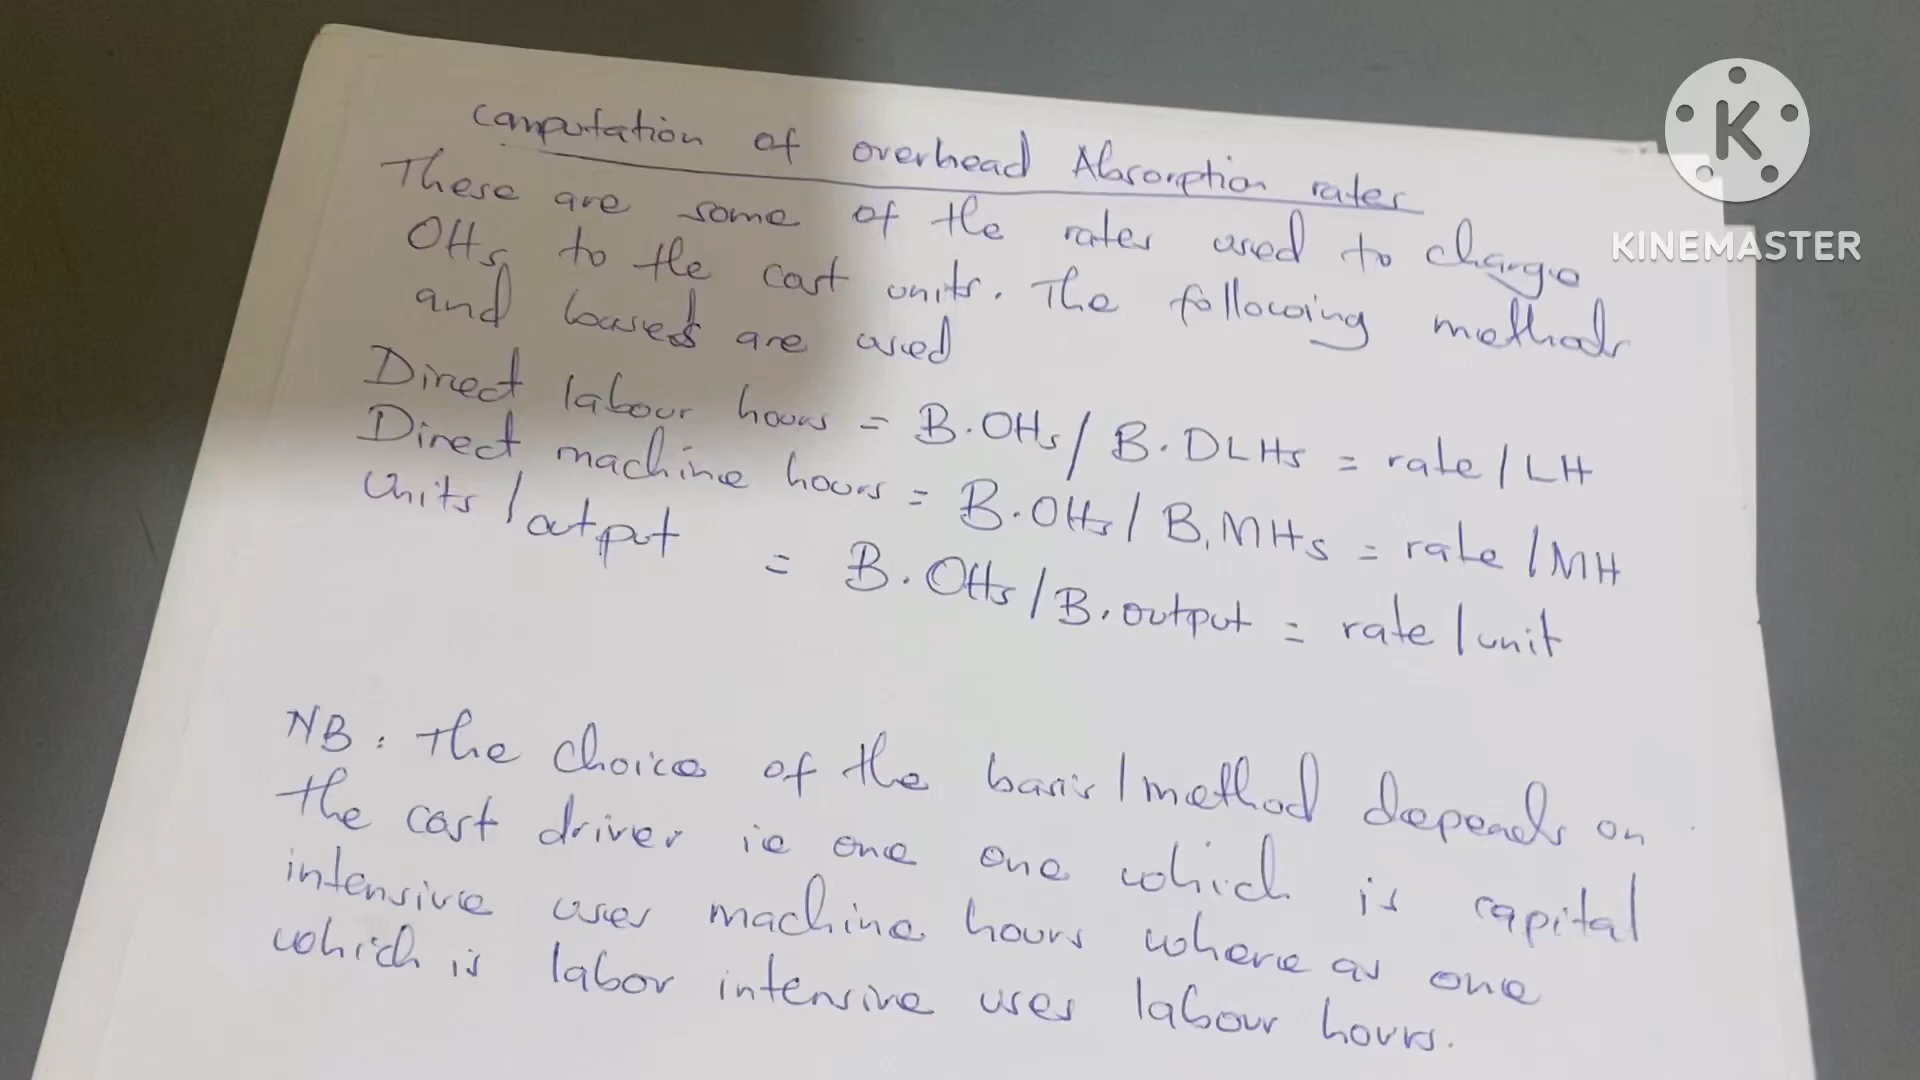 Computation of overhead Absorption rates
These are some of the rates used to charge
OHs to the cost units. The following methods
and bases are used
Direct labour hours = B.OHs / B.DLHs = rate / LH
Direct machine hours = B.OHs / B.MHs = rate / MH
Units / output = B.OHs / B.output = rate / unit
NB: The choice of the basis / method depends on
the cost driver ie one one which is capital
intensive uses machine hours where as one
which is labor intensive uses labour hours.
K
KINEMASTER